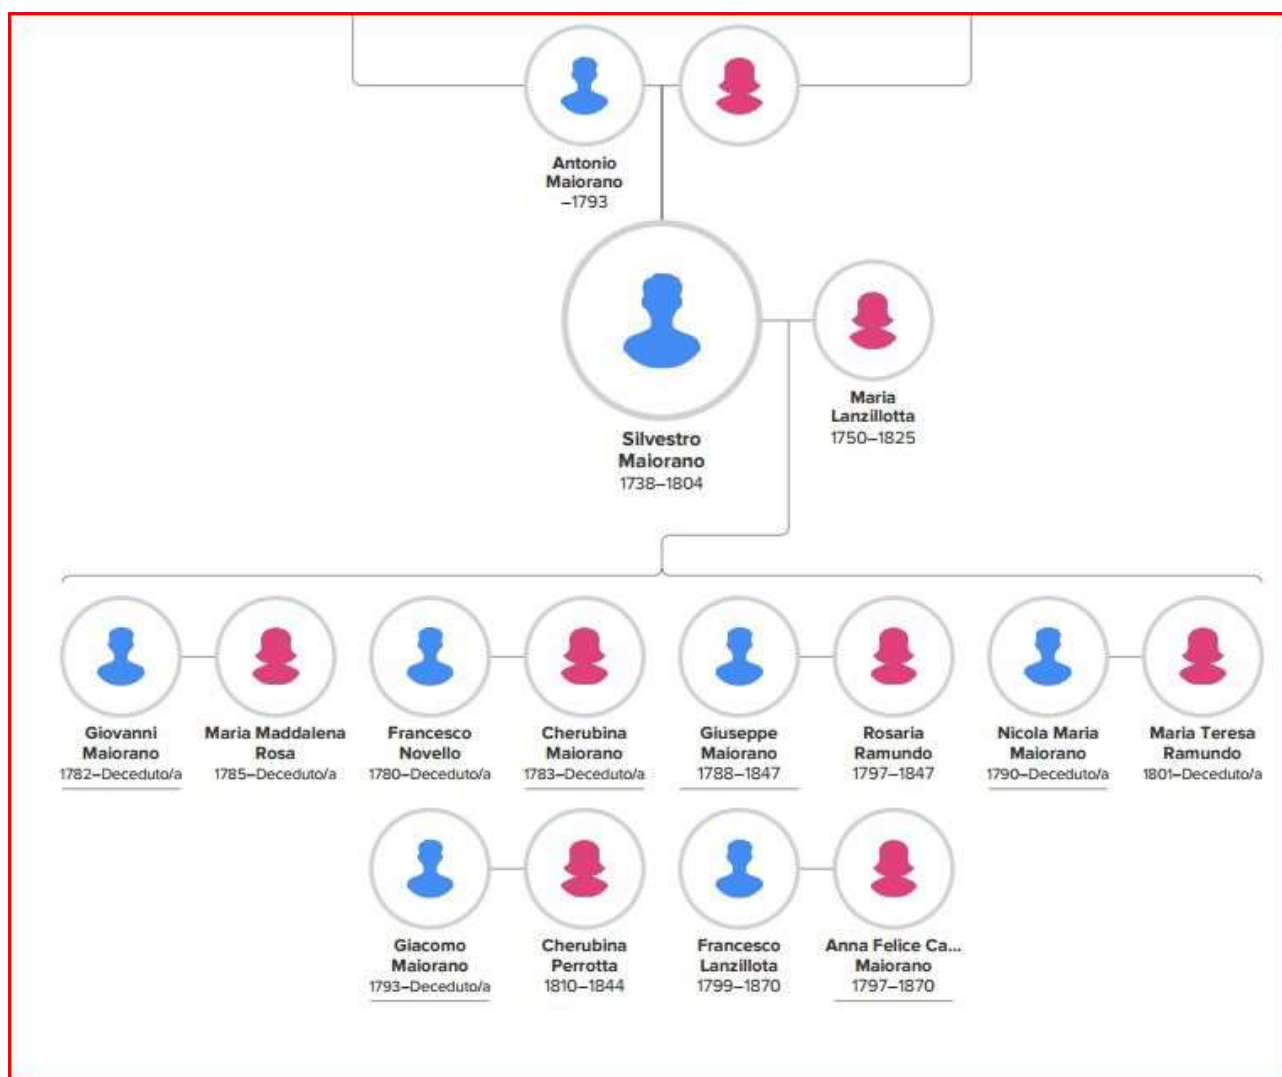 Antonio
Maiorano
–1793
Maria
Lanzillotta
1750–1825
Silvestro
Maiorano
1738–1804
Giovanni
Maiorano
1782–Deceduto/a
Maria Maddalena
Rosa
1785–Deceduto/a
Francesco
Novello
1780–Deceduto/a
Cherubina
Maiorano
1783–Deceduto/a
Giuseppe
Maiorano
1788–1847
Rosaria
Ramundo
1797–1847
Nicola Maria
Maiorano
1790–Deceduto/a
Maria Teresa
Ramundo
1801–Deceduto/a
Giacomo
Maiorano
1793–Deceduto/a
Cherubina
Perrotta
1810–1844
Francesco
Lanzillota
1799–1870
Anna Felice Ca...
Maiorano
1797–1870